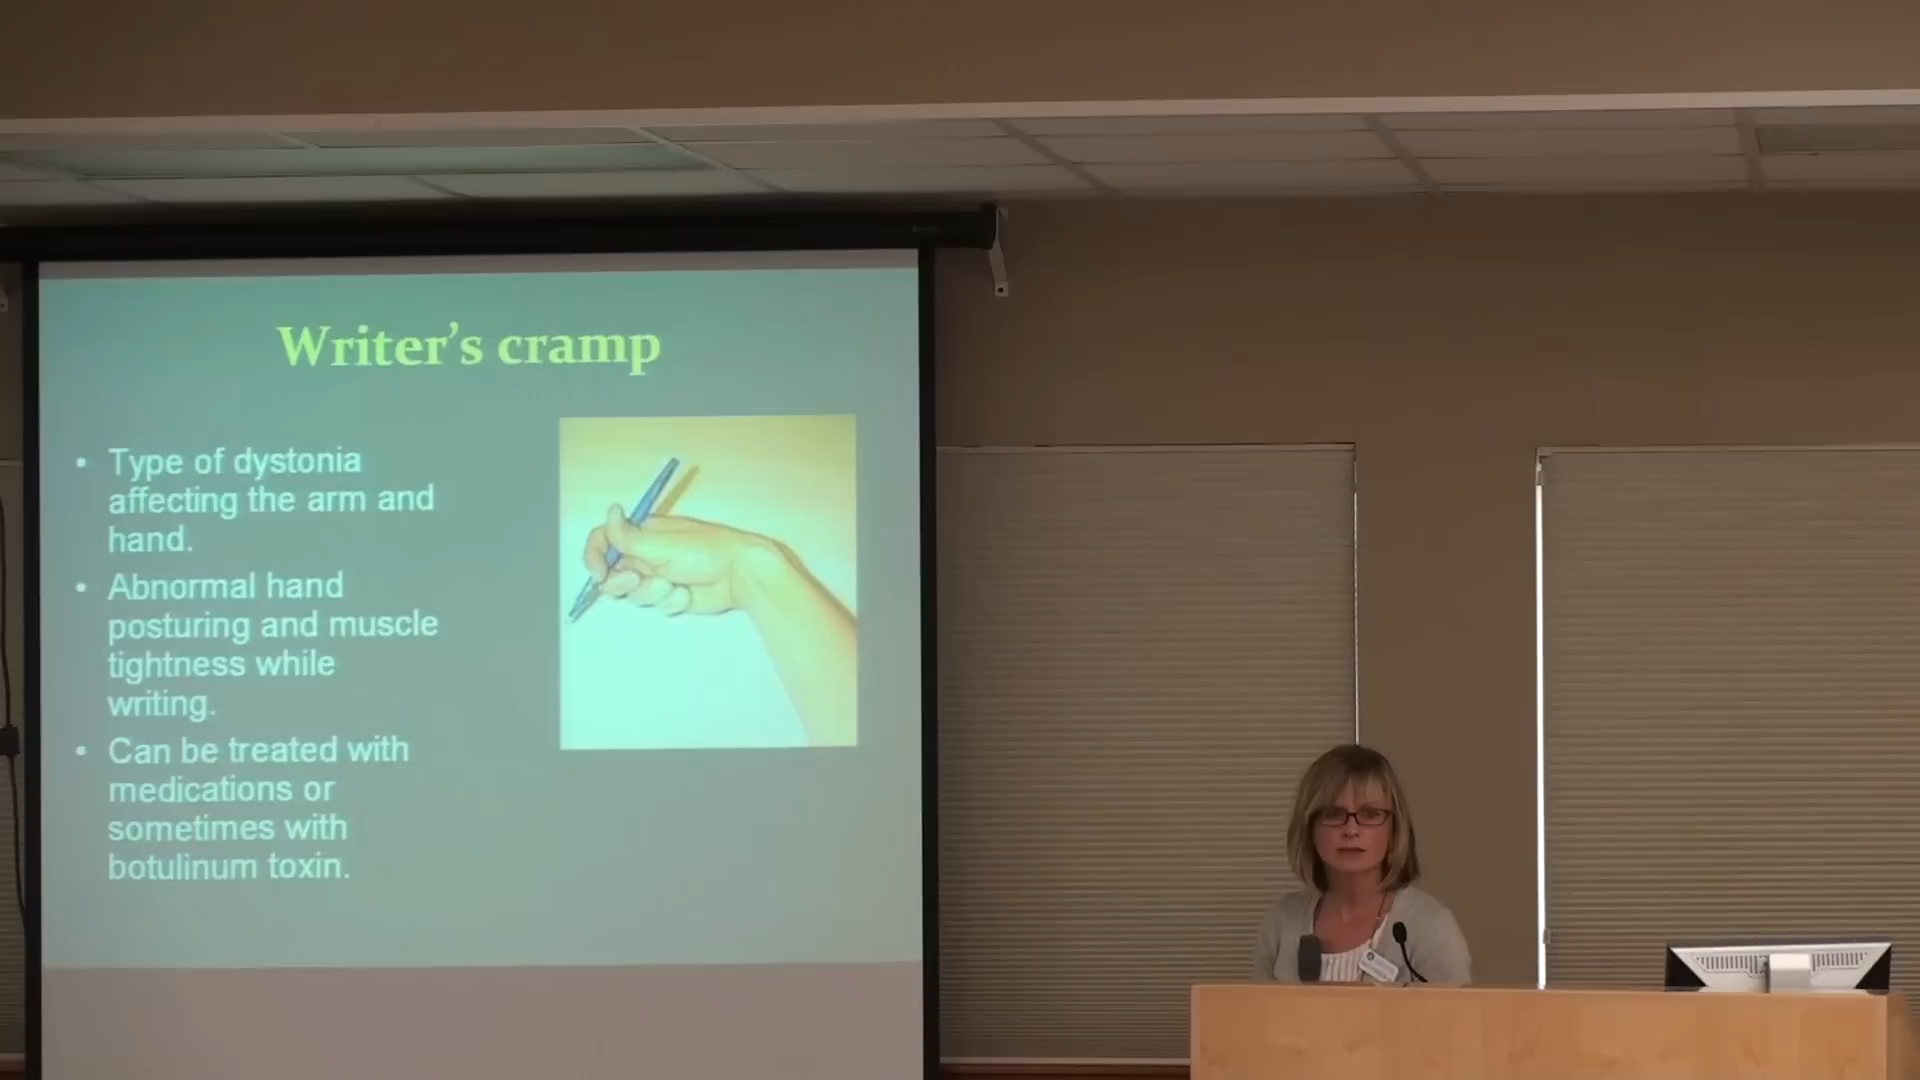 Writer's cramp
• Type of dystonia
affecting the arm and
hand.
• Abnormal hand
posturing and muscle
tightness while
writing.
• Can be treated with
medications or
sometimes with
botulinum toxin.